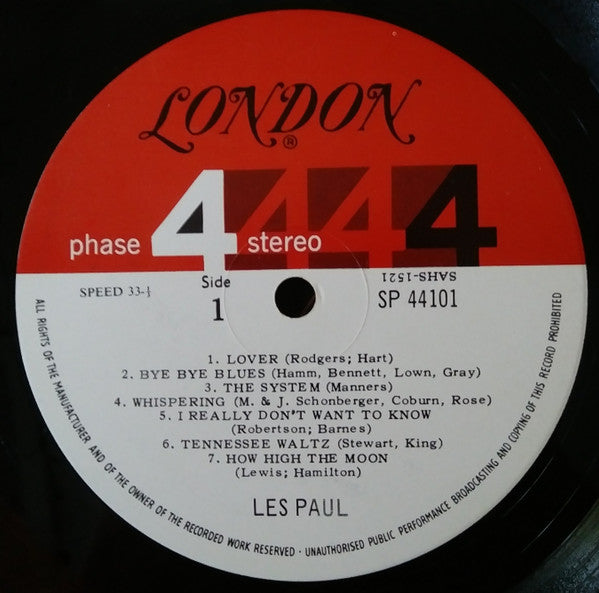 LONDON
®
phase 4 stereo 4 4 4
SPEED 33-⅓
Side
1
SAHS-1521
SP 44101
1. LOVER (Rodgers; Hart)
2. BYE BYE BLUES (Hamm, Bennett, Lown, Gray)
3. THE SYSTEM (Manners)
4. WHISPERING (M. & J. Schonberger, Coburn, Rose)
5. I REALLY DON'T WANT TO KNOW
(Robertson; Barnes)
6. TENNESSEE WALTZ (Stewart, King)
7. HOW HIGH THE MOON
(Lewis; Hamilton)
LES PAUL
ALL RIGHTS OF THE MANUFACTURER AND OF THE OWNER OF THE RECORDED WORK RESERVED · UNAUTHORISED PUBLIC PERFORMANCE BROADCASTING AND COPYING OF THIS RECORD PROHIBITED